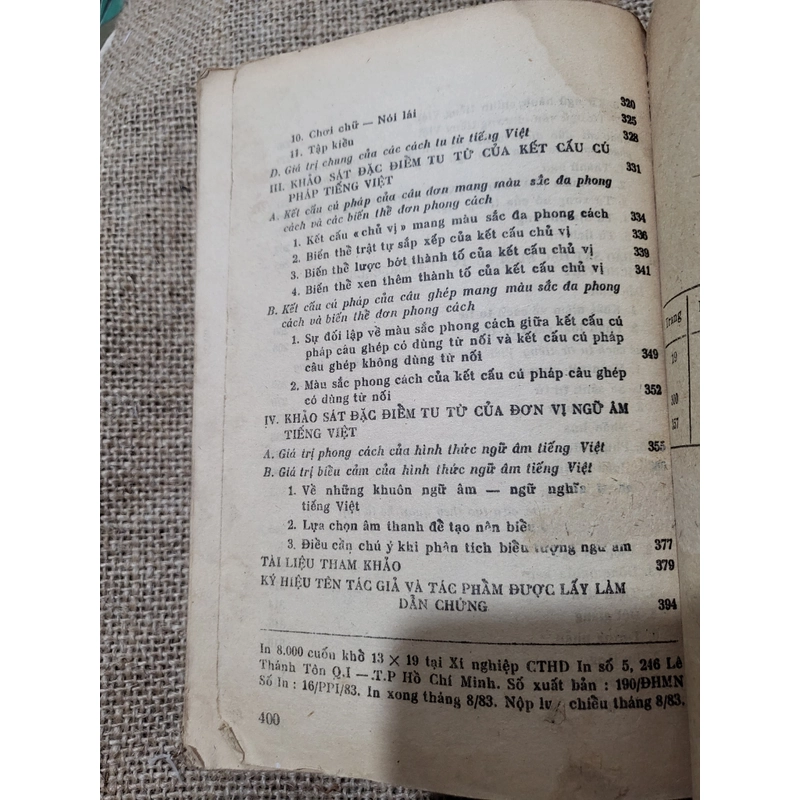 10. Chơi chữ — Nói lái 320
11. Tập kiều 325
D. Giá trị chung của các cách tu từ tiếng Việt 328
III. KHẢO SÁT ĐẶC ĐIỂM TU TỪ CỦA KẾT CẤU CÚ
PHÁP TIẾNG VIỆT 331
A. Kết cấu cú pháp của câu đơn mang màu sắc đa phong
cách và các biến thể đơn phong cách
1. Kết cấu «chủ vị» mang màu sắc đa phong cách 334
2. Biến thể trật tự sắp xếp của kết cấu chủ vị 336
3. Biến thể lược bớt thành tố của kết cấu chủ vị 339
4. Biến thể xen thêm thành tố của kết cấu chủ vị 341
B. Kết cấu cú pháp của câu ghép mang màu sắc đa phong
cách và biến thể đơn phong cách
1. Sự đối lập về màu sắc phong cách giữa kết cấu cú
pháp câu ghép có dùng từ nối và kết cấu cú pháp
câu ghép không dùng từ nối 349
2. Màu sắc phong cách của kết cấu cú pháp câu ghép
có dùng từ nối 352
IV. KHẢO SÁT ĐẶC ĐIỂM TU TỪ CỦA ĐƠN VỊ NGỮ ÂM
TIẾNG VIỆT
A. Giá trị phong cách của hình thức ngữ âm tiếng Việt 355
B. Giá trị biểu cảm của hình thức ngữ âm tiếng Việt
1. Về những khuôn ngữ âm — ngữ nghĩa
tiếng Việt
2. Lựa chọn âm thanh để tạo nên biểu
3. Điều cần chú ý khi phân tích biểu tượng ngữ âm 377
TÀI LIỆU THAM KHẢO 379
KÝ HIỆU TÊN TÁC GIẢ VÀ TÁC PHẨM ĐƯỢC LẤY LÀM
DẪN CHỨNG 394
In 8.000 cuốn khổ 13 × 19 tại Xí nghiệp CTHD In số 5, 246 Lê
Thánh Tôn Q.I — T.P Hồ Chí Minh. Số xuất bản : 190/ĐHMN
Số In : 16/PPI/83. In xong tháng 8/83. Nộp lưu chiểu tháng 8/83.
400
Trang
19
157